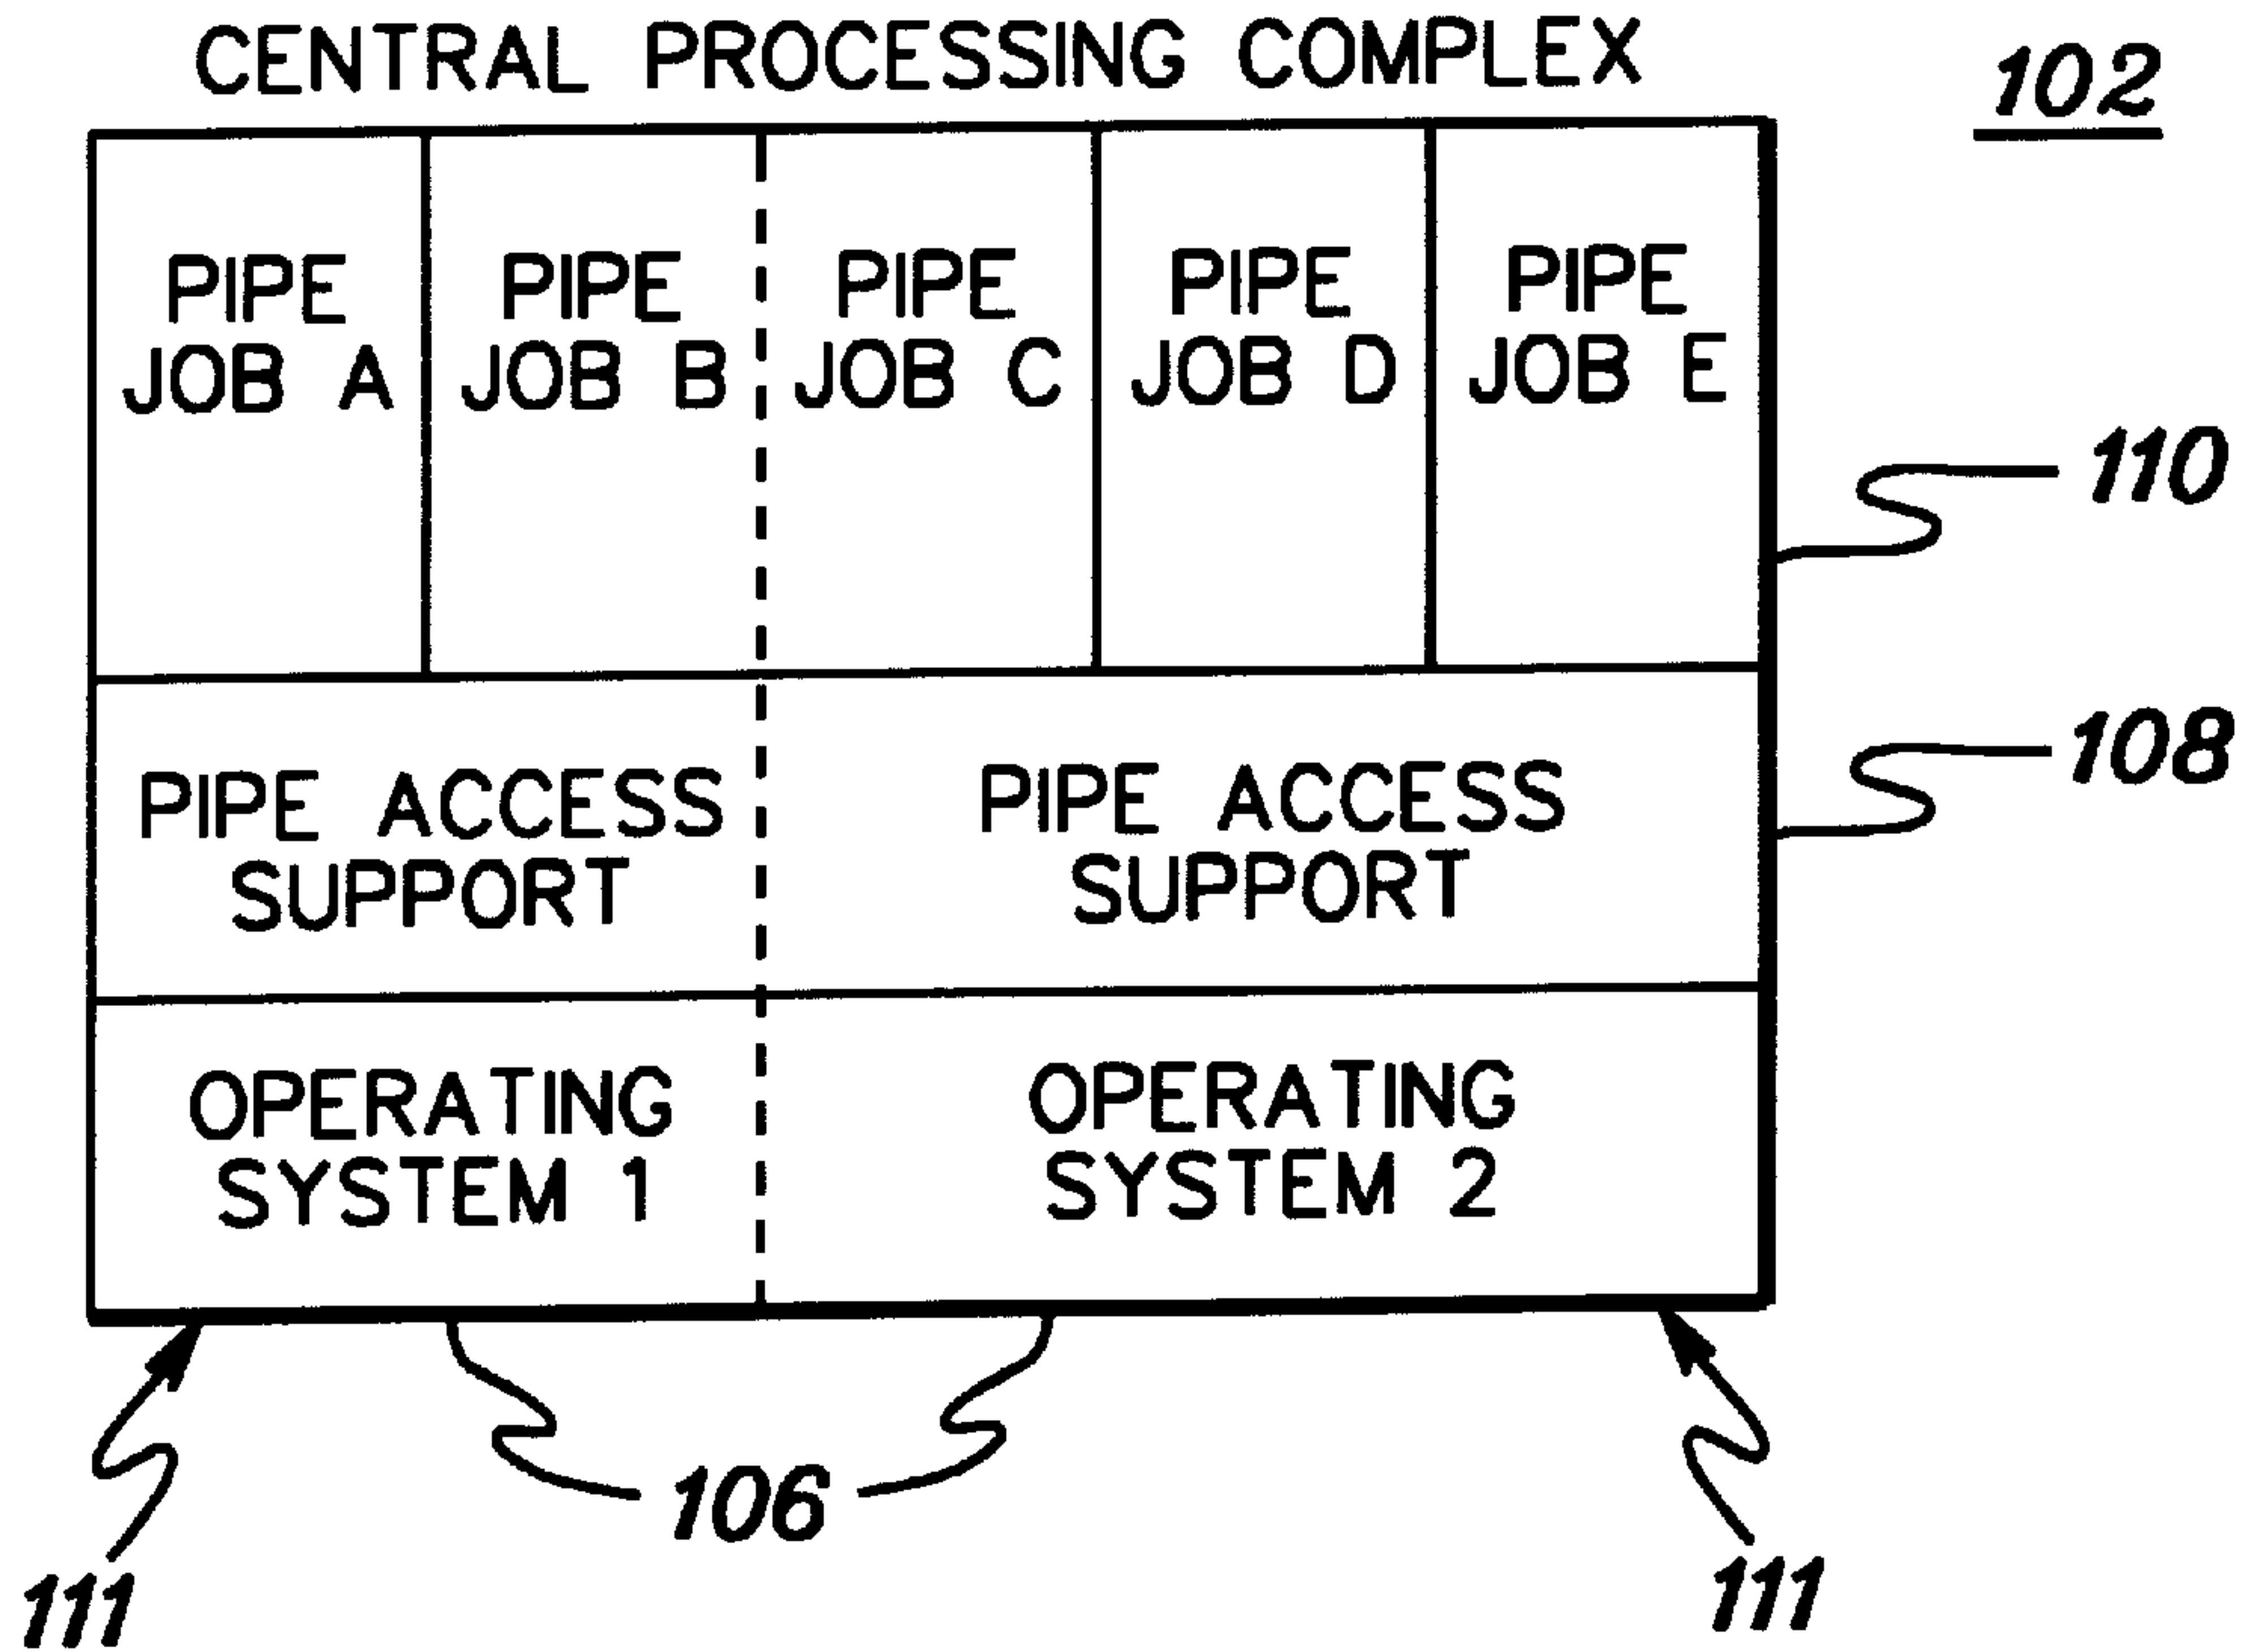 CENTRAL PROCESSING COMPLEX
102
PIPE
JOB A
PIPE
JOB B
PIPE
JOB C
PIPE
JOB D
PIPE
JOB E
110
PIPE ACCESS
SUPPORT
PIPE ACCESS
SUPPORT
108
OPERATING
SYSTEM 1
OPERATING
SYSTEM 2
106
111
111